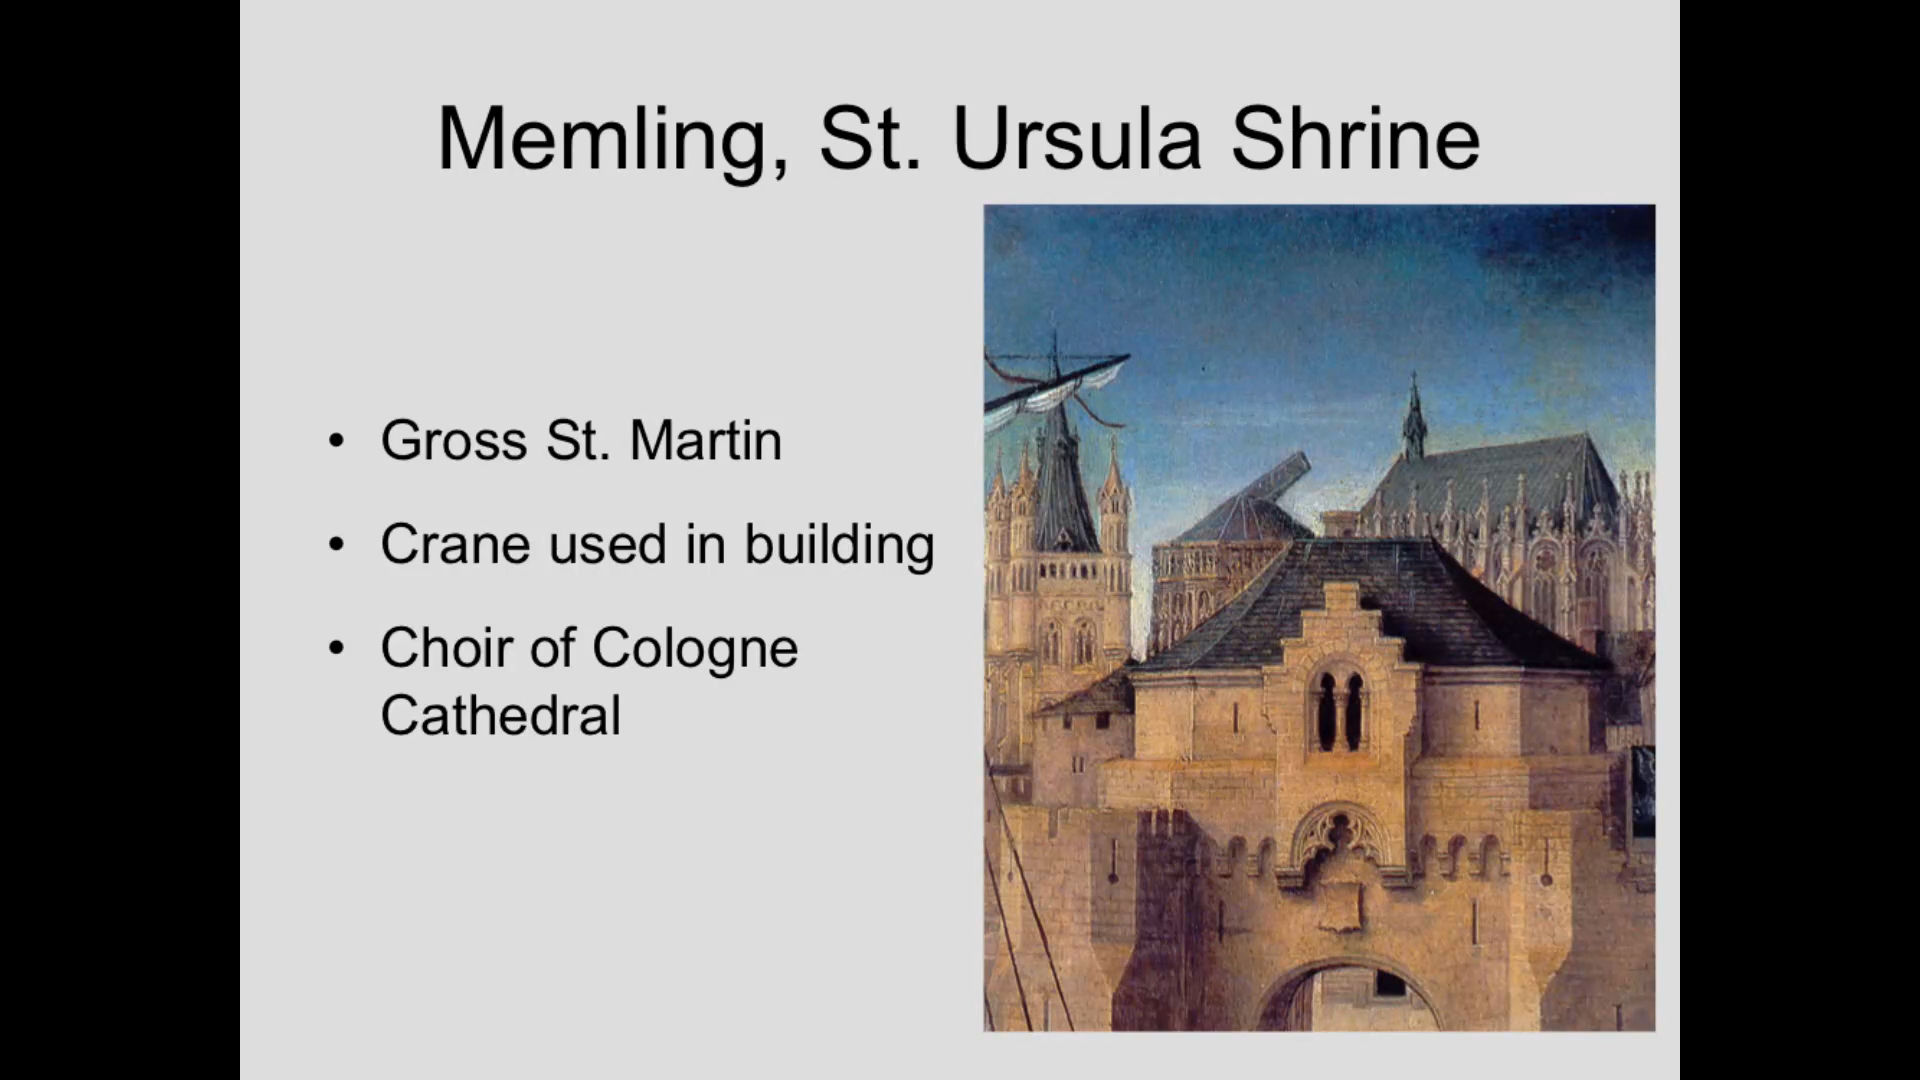 Memling, St. Ursula Shrine
• Gross St. Martin
• Crane used in building
• Choir of Cologne
Cathedral